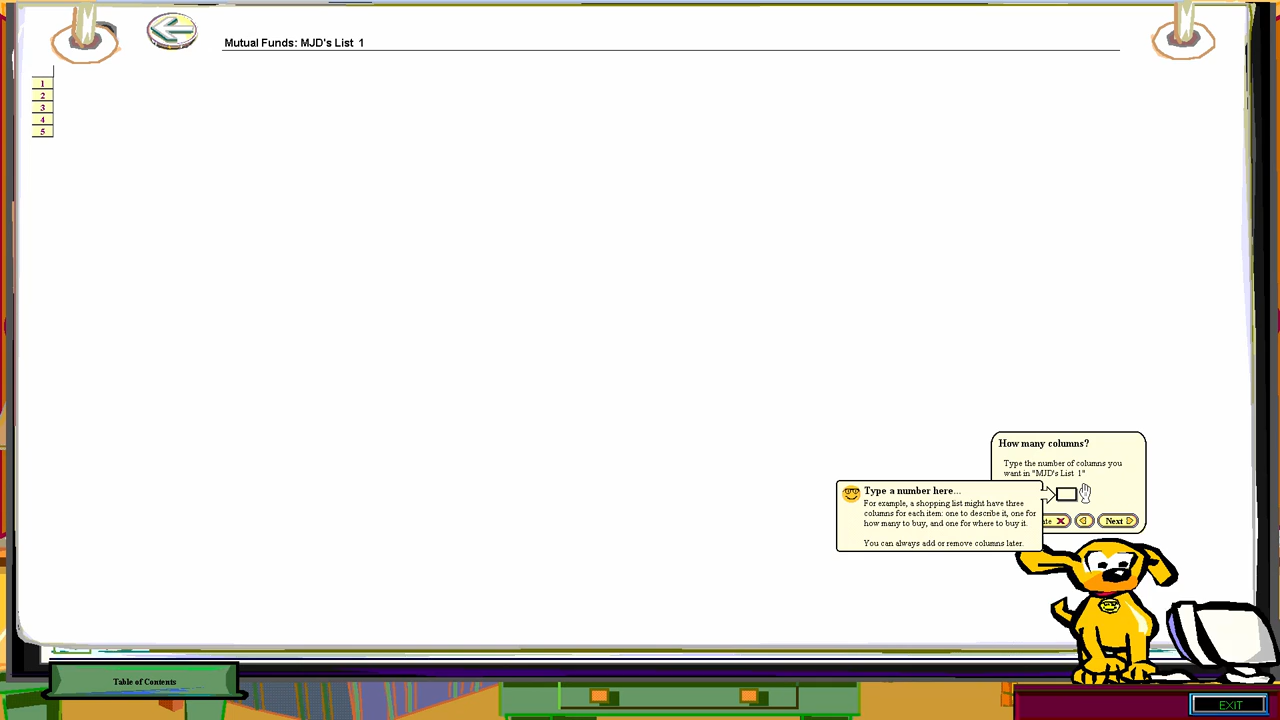 Mutual Funds: MJD's List 1
1
2
3
4
5
How many columns?
Type the number of columns you
want in "MJD's List 1"
Type a number here...
For example, a shopping list might have three
columns for each item: one to describe it, one for
how many to buy, and one for where to buy it.
You can always add or remove columns later.
Next
Table of Contents
EXIT